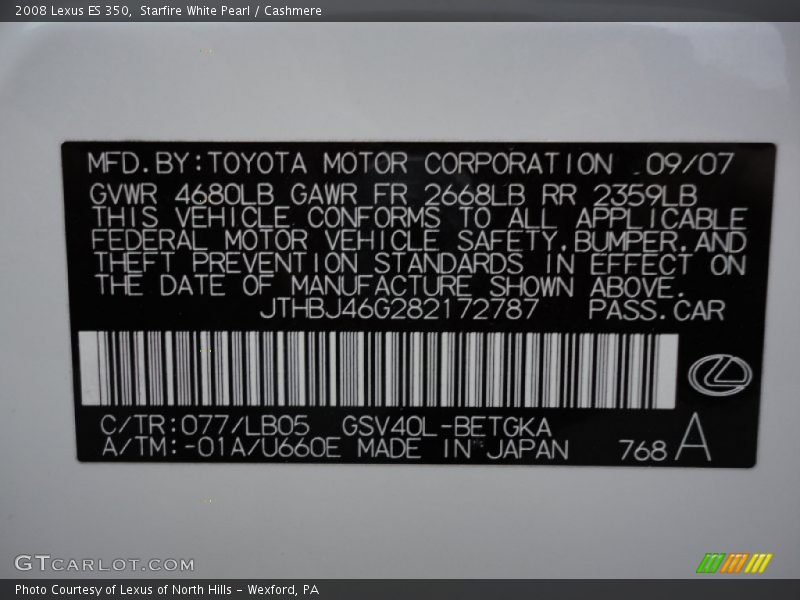 2008 Lexus ES 350,  Starfire White Pearl / Cashmere
MFD.BY:TOYOTA MOTOR CORPORATION 09/07
GVWR 4680LB GAWR FR 2668LB RR 2359LB
THIS VEHICLE CONFORMS TO ALL APPLICABLE
FEDERAL MOTOR VEHICLE SAFETY,BUMPER,AND
THEFT PREVENTION STANDARDS IN EFFECT ON
THE DATE OF MANUFACTURE SHOWN ABOVE.
JTHBJ46G282172787 PASS.CAR
C/TR:077/LB05 GSV40L-BETGKA
A/TM:-01A/U660E MADE IN JAPAN 768 A
GTCARLOT.COM
Photo Courtesy of Lexus of North Hills - Wexford, PA